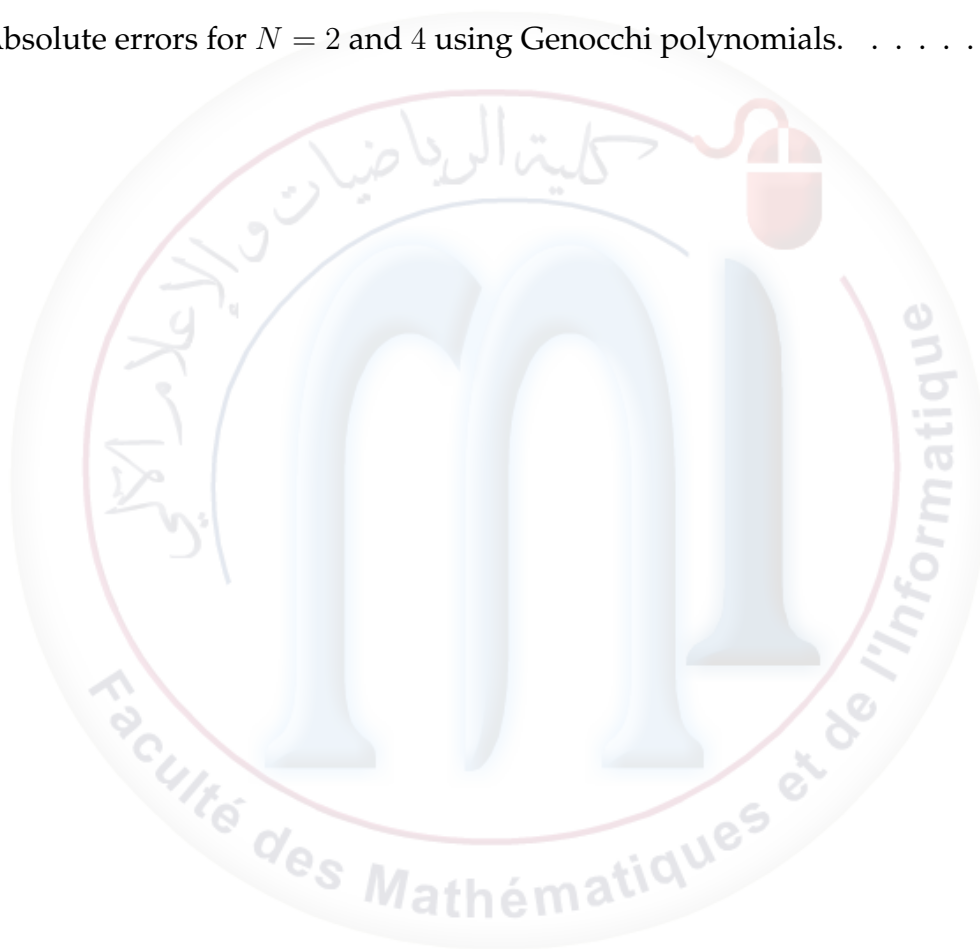 Absolute errors for N = 2 and 4 using Genocchi polynomials. . . . . .
كلية الرياضيات والإعلام الآلي
Faculté des Mathématiques et de l'Informatique